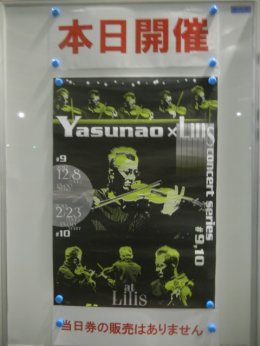 本日開催
Yasunao x Lilis
concert series
#9,10
#9
12.8
2.23
#10
at
Lilis
当日券の販売はありません